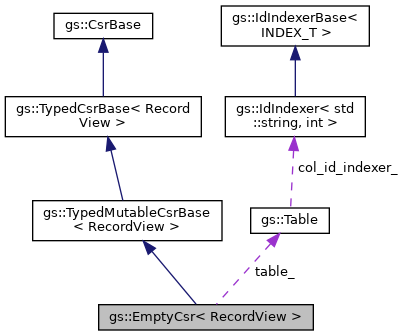 gs::CsrBase
gs::IdIndexerBase<
INDEX_T >
gs::TypedCsrBase< Record
View >
gs::IdIndexer< std
::string, int >
col_id_indexer_
gs::TypedMutableCsrBase
< RecordView >
gs::Table
table_
gs::EmptyCsr< RecordView >